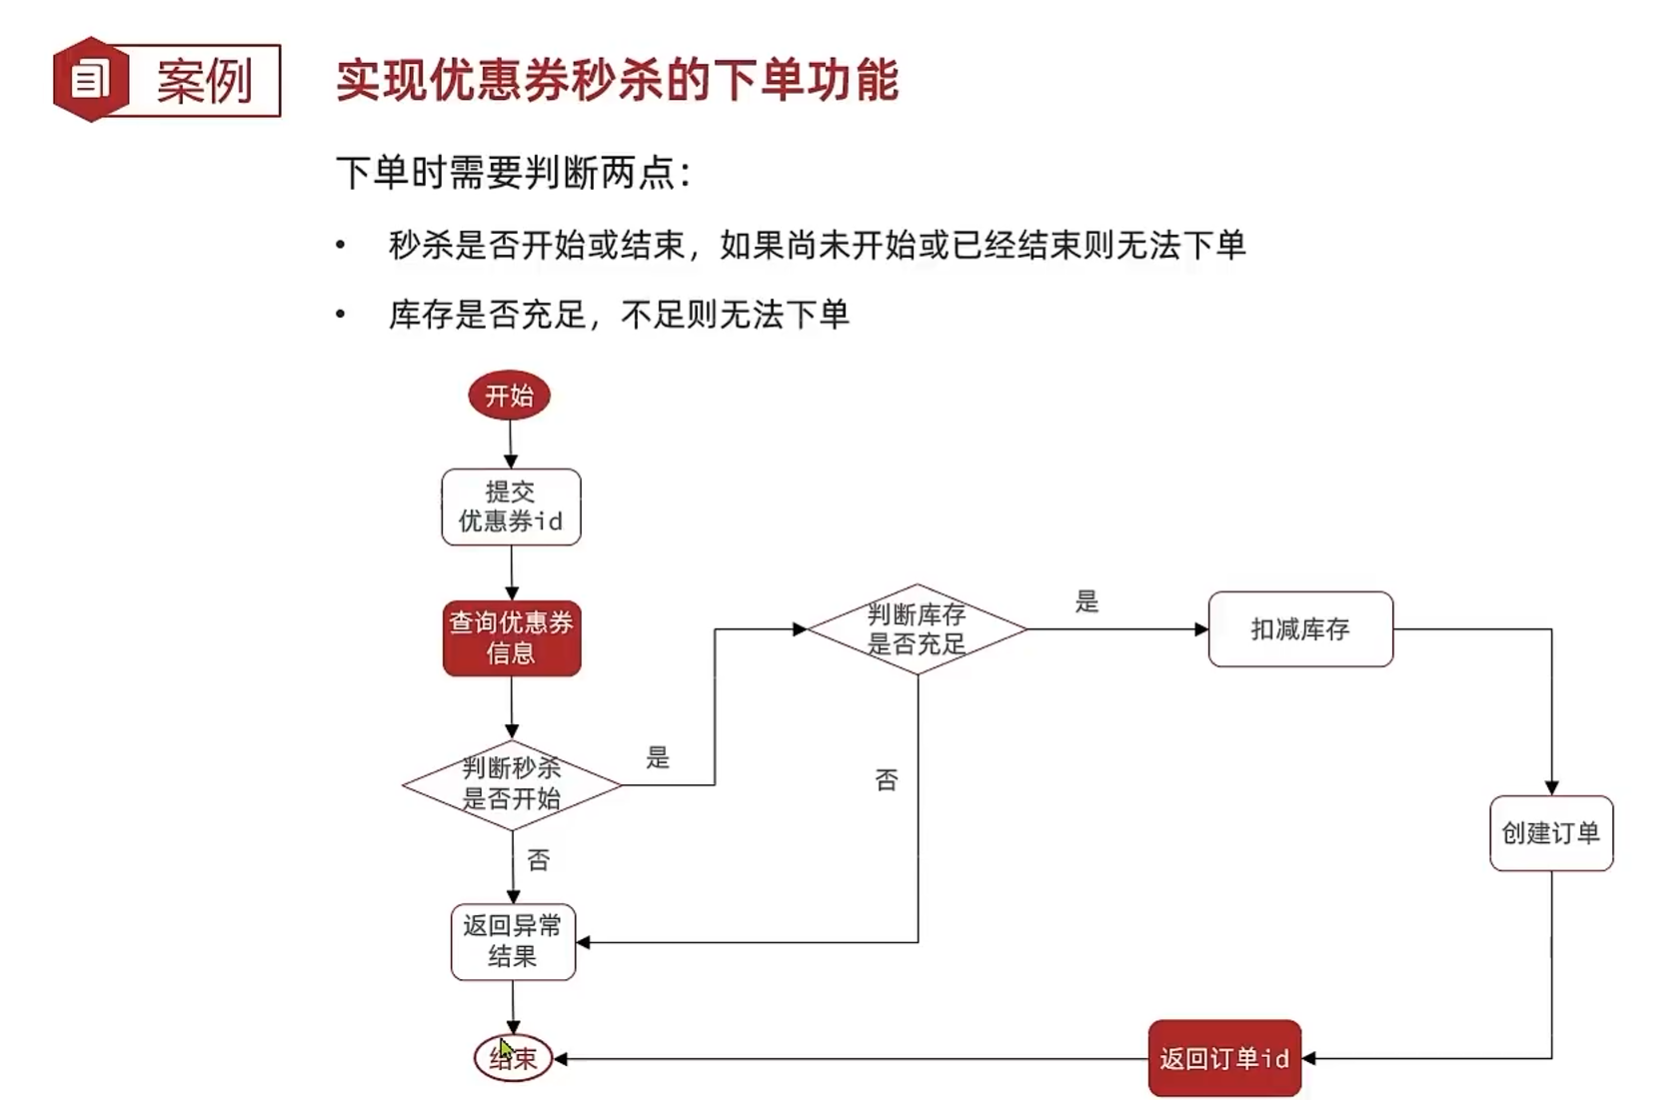 案例
实现优惠券秒杀的下单功能
下单时需要判断两点：
• 秒杀是否开始或结束，如果尚未开始或已经结束则无法下单
• 库存是否充足，不足则无法下单
开始
提交
优惠券id
查询优惠券
信息
判断秒杀
是否开始
是
否
返回异常
结果
结束
判断库存
是否充足
是
否
扣减库存
创建订单
返回订单id